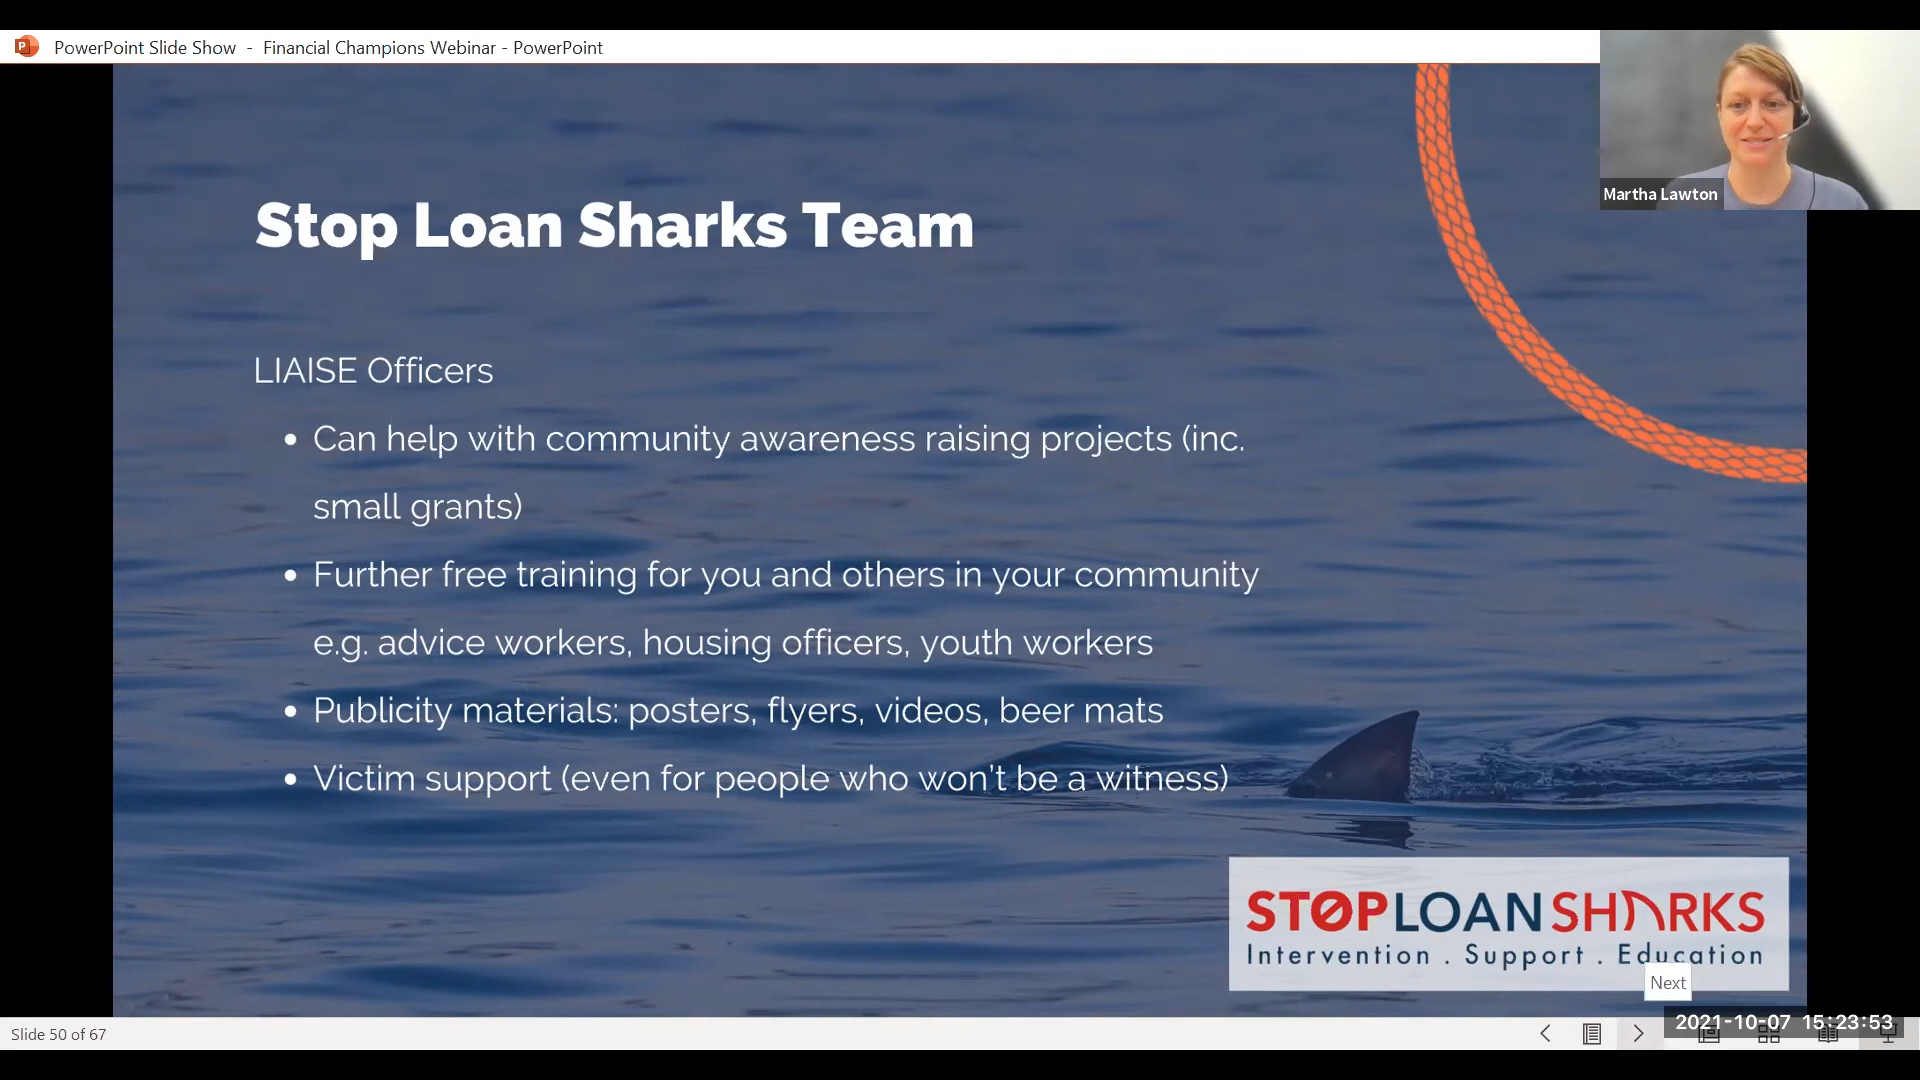 PowerPoint Slide Show - Financial Champions Webinar - PowerPoint
Martha Lawton
Stop Loan Sharks Team
LIAISE Officers
• Can help with community awareness raising projects (inc.
small grants)
• Further free training for you and others in your community
e.g. advice workers, housing officers, youth workers
• Publicity materials: posters, flyers, videos, beer mats
• Victim support (even for people who won't be a witness)
STOPLOANSHARKS
Intervention . Support . Education
Next
2021-10-07 15:23:53
Slide 50 of 67